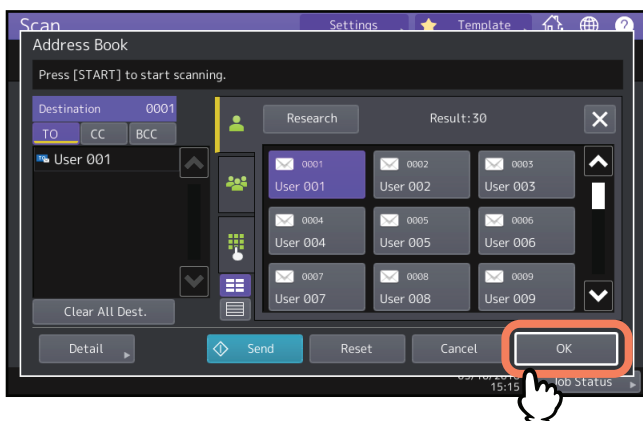 Scan
Settings
Template
?
Address Book
Press [START] to start scanning.
Destination 0001
TO CC BCC
User 001
Research
Result:30
0001
User 001
0002
User 002
0003
User 003
0004
User 004
0005
User 005
0006
User 006
0007
User 007
0008
User 008
0009
User 009
Clear All Dest.
Detail
Send
Reset
Cancel
OK
15:15
Job Status